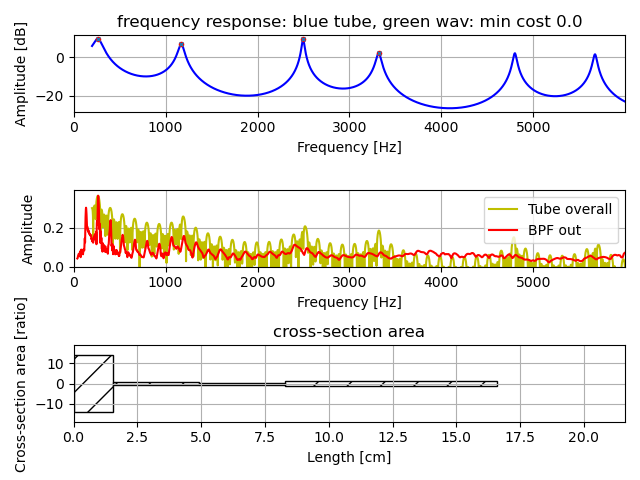 frequency response: blue tube, green wav: min cost 0.0
Amplitude [dB]
0
−20
0 1000 2000 3000 4000 5000
Frequency [Hz]
Amplitude
0.2
0.0
Tube overall
BPF out
0 1000 2000 3000 4000 5000
Frequency [Hz]
cross-section area
Cross-section area [ratio]
10
0
−10
0.0 2.5 5.0 7.5 10.0 12.5 15.0 17.5 20.0
Length [cm]